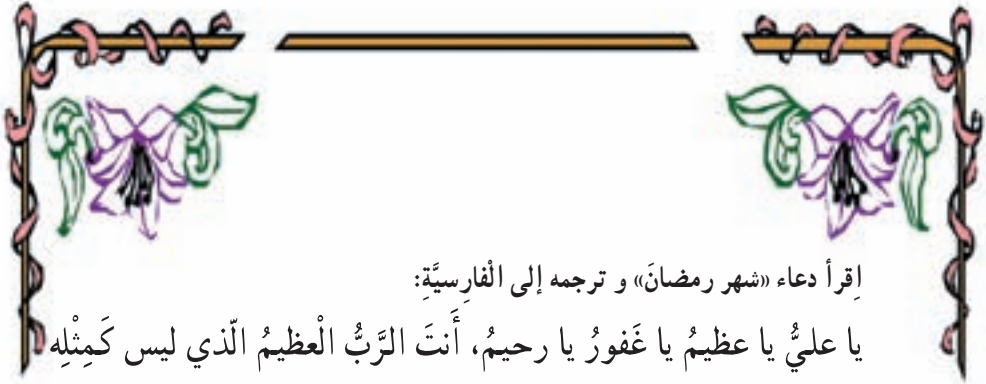 اِقرأ دعاء «شهر رمضانَ» و ترجمه إلی الْفارِسيَّةِ:
يا عليُّ يا عظيمُ يا غَفورُ يا رحيمُ، أَنتَ الرَّبُّ الْعظيمُ الّذي ليس كَمِثْلِه